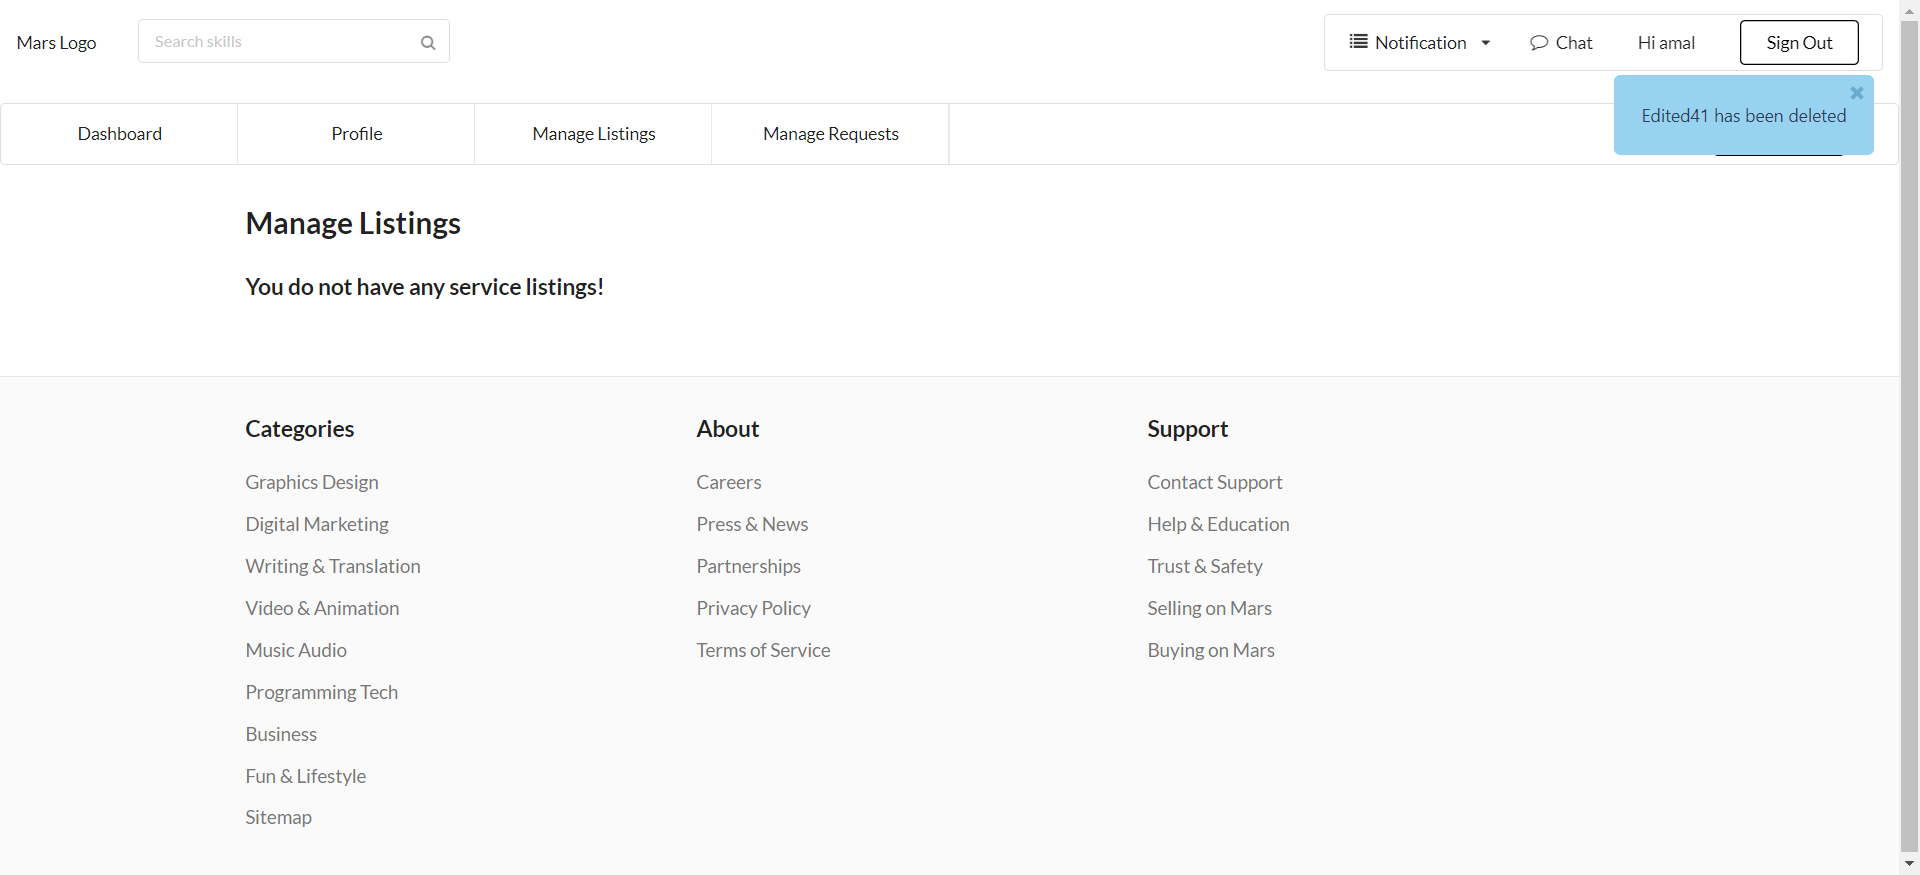 Mars Logo
Search skills
Notification
Chat
Hi amal
Sign Out
Edited41 has been deleted
Dashboard
Profile
Manage Listings
Manage Requests
Manage Listings
You do not have any service listings!
Categories
Graphics Design
Digital Marketing
Writing & Translation
Video & Animation
Music Audio
Programming Tech
Business
Fun & Lifestyle
Sitemap
About
Careers
Press & News
Partnerships
Privacy Policy
Terms of Service
Support
Contact Support
Help & Education
Trust & Safety
Selling on Mars
Buying on Mars